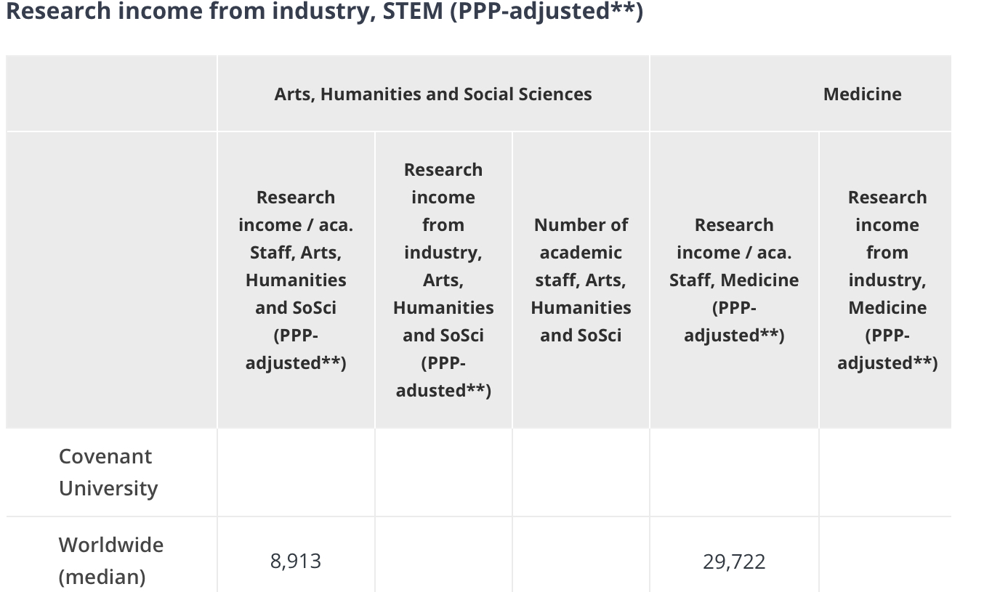 Research income from industry, STEM (PPP-adjusted**)
Arts, Humanities and Social Sciences
Medicine
Research
income / aca.
Staff, Arts,
Humanities
and SoSci
(PPP-
adjusted**)
Research
income
from
industry,
Arts,
Humanities
and SoSci
(PPP-
adusted**)
Number of
academic
staff, Arts,
Humanities
and SoSci
Research
income / aca.
Staff, Medicine
(PPP-
adjusted**)
Research
income
from
industry,
Medicine
(PPP-
adjusted**)
Covenant
University
Worldwide
(median)
8,913
29,722